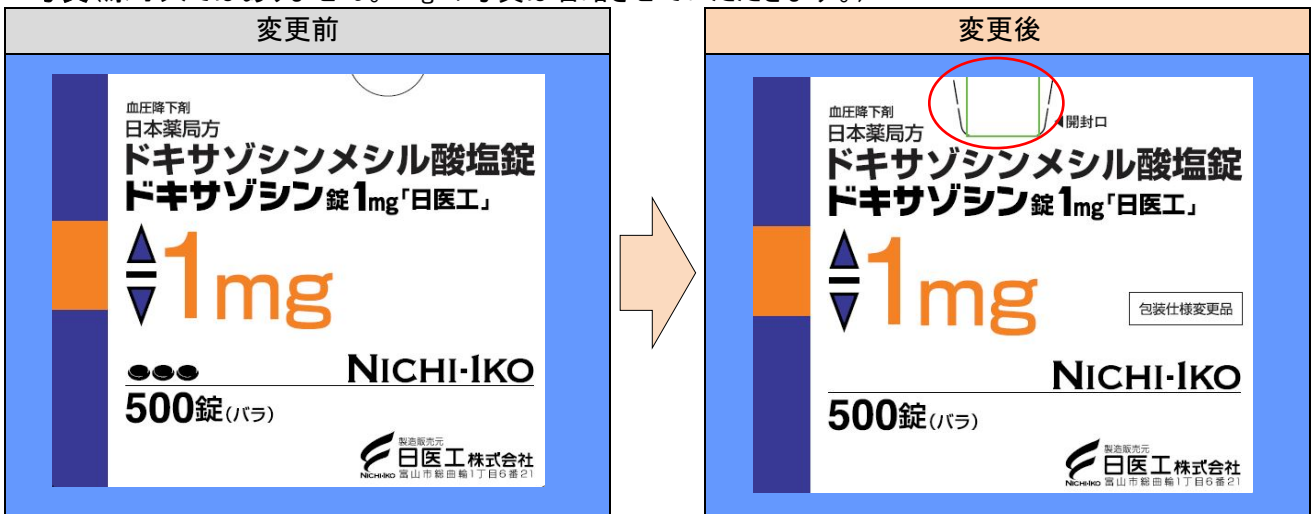 変更前
血圧降下剤
日本薬局方
ドキサゾシンメシル酸塩錠
ドキサゾシン錠1mg「日医工」
1mg
NICHI-IKO
500錠(バラ)
製造販売元
日医工株式会社
NICHI-IKO 富山市総曲輪1丁目6番21
変更後
血圧降下剤
日本薬局方
◀開封口
ドキサゾシンメシル酸塩錠
ドキサゾシン錠1mg「日医工」
1mg
包装仕様変更品
NICHI-IKO
500錠(バラ)
製造販売元
日医工株式会社
NICHI-IKO 富山市総曲輪1丁目6番21